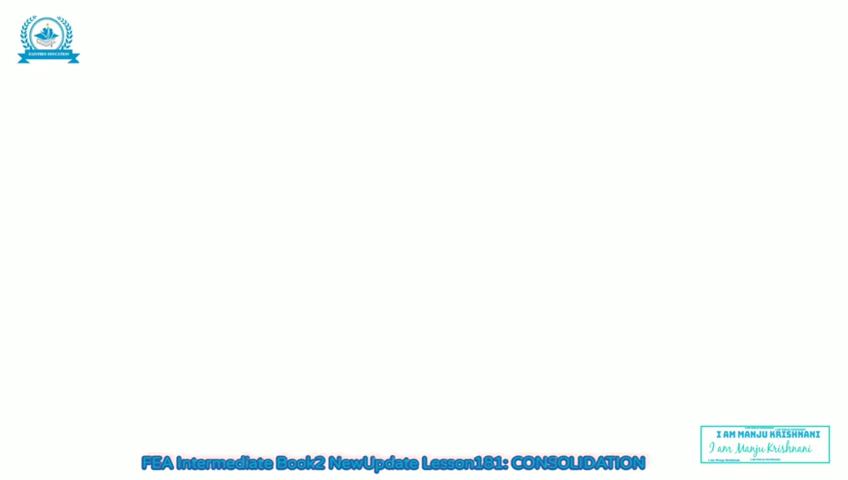 FEA Intermediate Book2 NewUpdate Lesson181: CONSOLIDATION
I AM MANJU KRISHNANI
I am Manju Krishnani